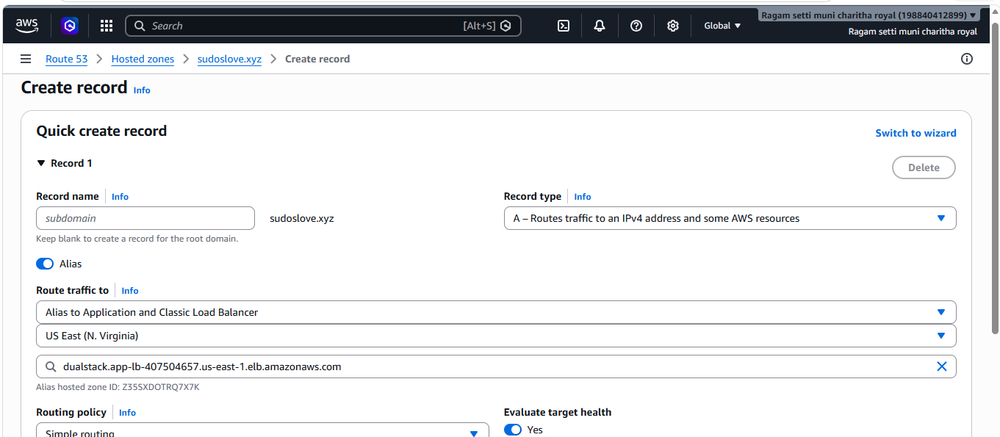 aws
Search
[Alt+S]
Global
Ragam setti muni charitha royal (198840412899)
Ragam setti muni charitha royal
Route 53 > Hosted zones > sudoslove.xyz > Create record
Create record Info
Quick create record
Switch to wizard
Record 1
Delete
Record name Info
subdomain
sudoslove.xyz
Keep blank to create a record for the root domain.
Record type Info
A – Routes traffic to an IPv4 address and some AWS resources
Alias
Route traffic to Info
Alias to Application and Classic Load Balancer
US East (N. Virginia)
dualstack.app-lb-407504657.us-east-1.elb.amazonaws.com
Alias hosted zone ID: Z35SXDOTRQ7X7K
Routing policy Info
Simple routing
Evaluate target health
Yes